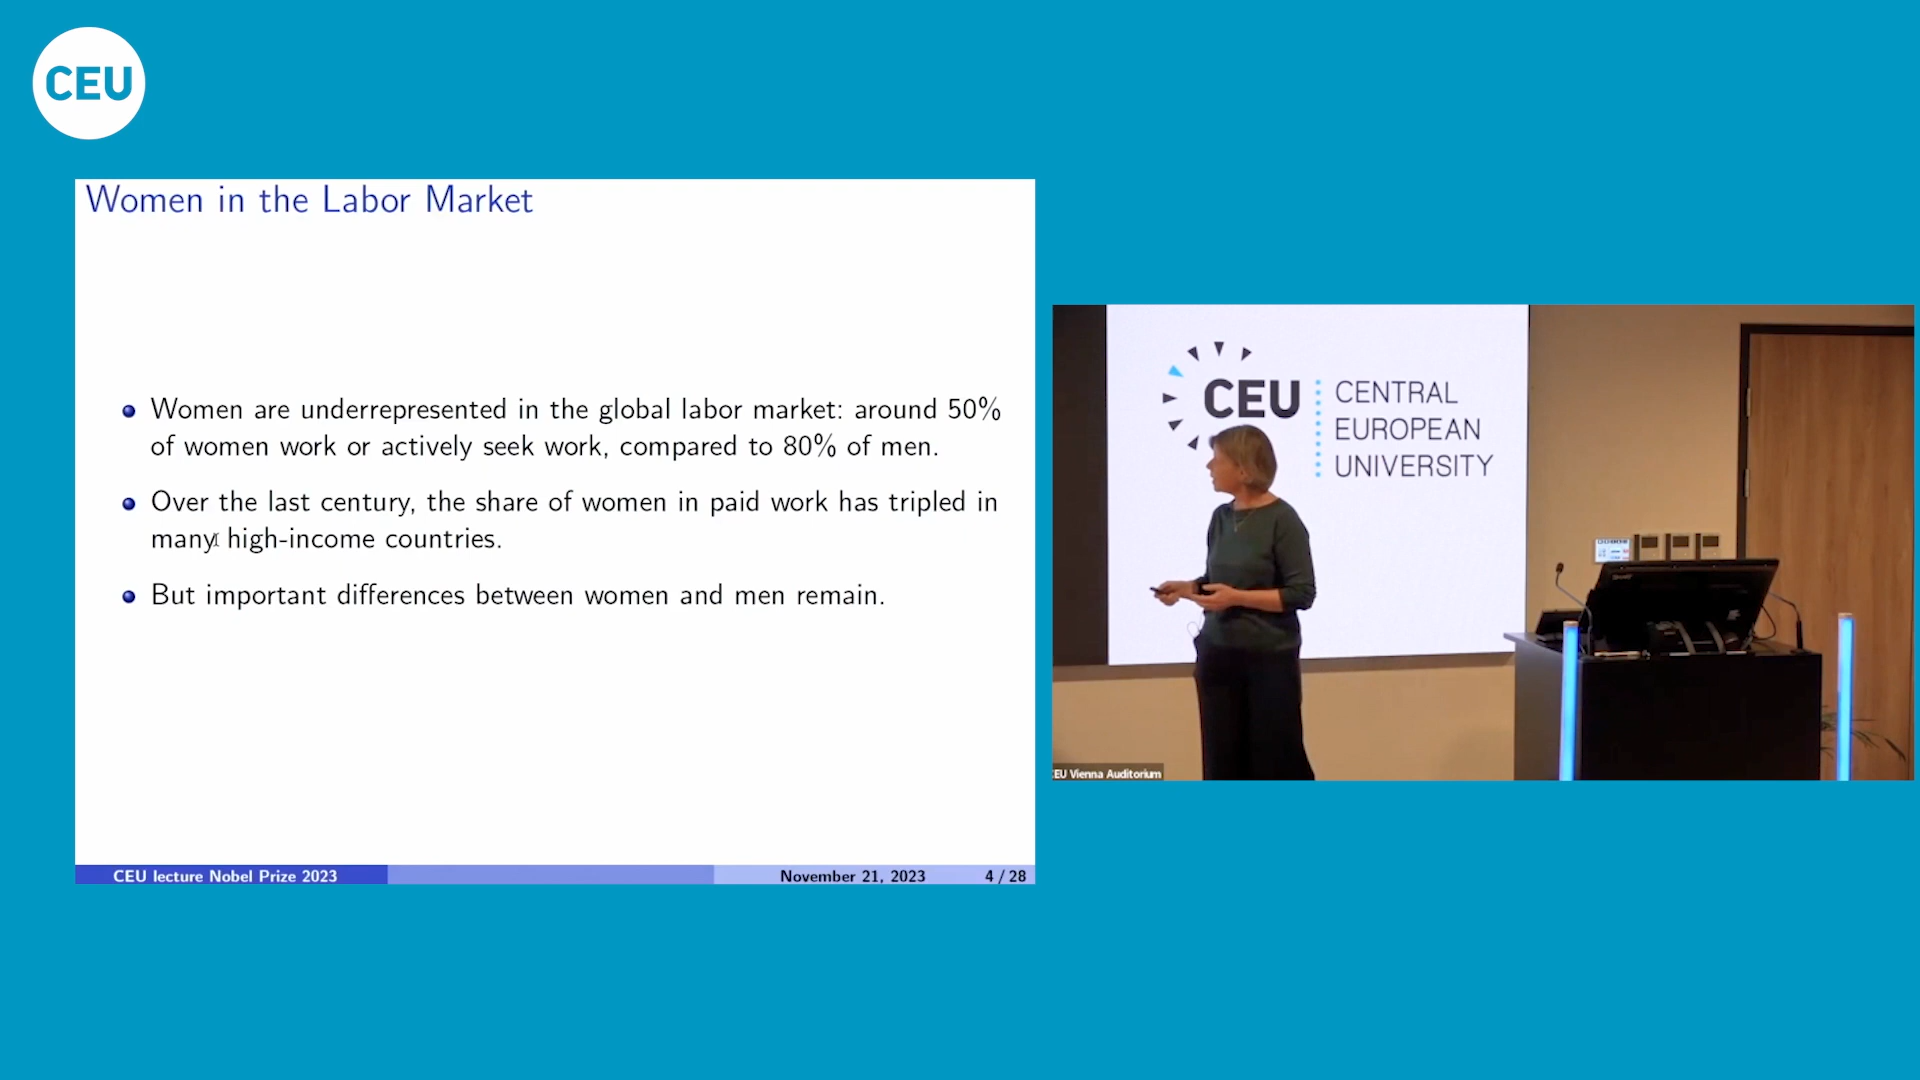 CEU
Women in the Labor Market
Women are underrepresented in the global labor market: around 50%
of women work or actively seek work, compared to 80% of men.
Over the last century, the share of women in paid work has tripled in
many high-income countries.
But important differences between women and men remain.
CEU lecture Nobel Prize 2023
November 21, 2023
4 / 28
CEU
CENTRAL
EUROPEAN
UNIVERSITY
EU Vienna Auditorium